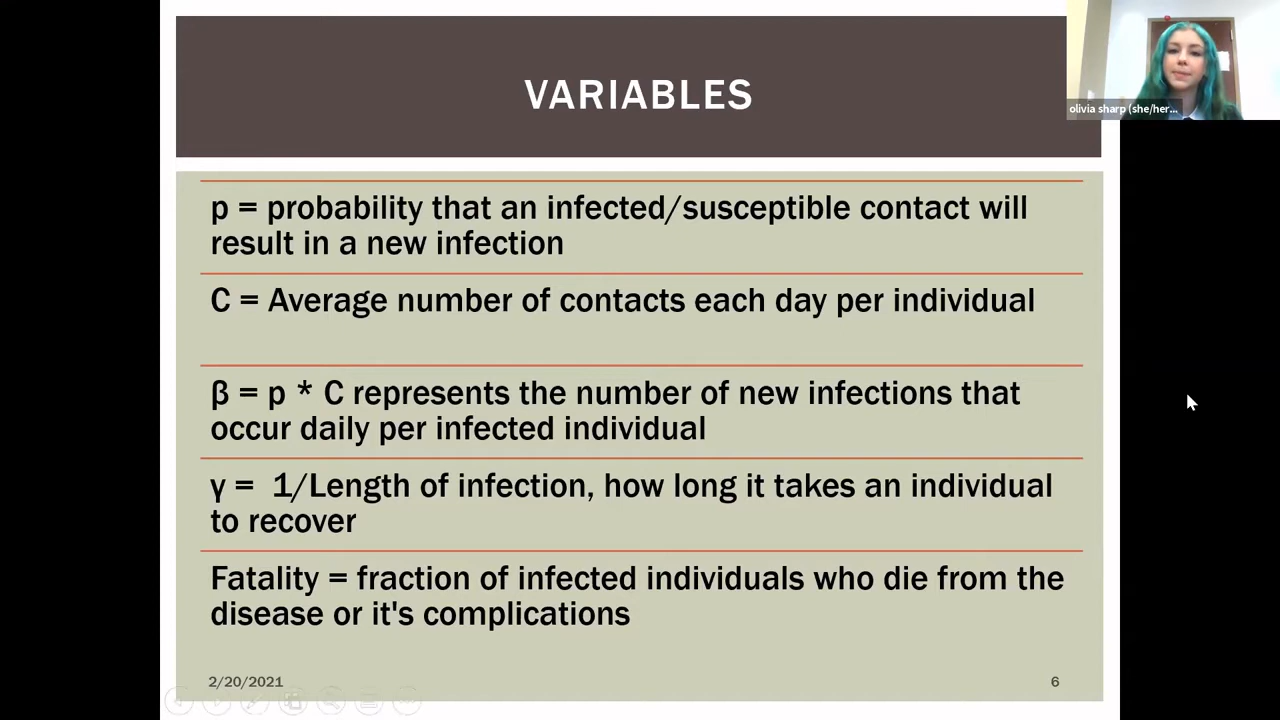 VARIABLES
olivia sharp (she/her...
p = probability that an infected/susceptible contact will
result in a new infection
C = Average number of contacts each day per individual
β = p * C represents the number of new infections that
occur daily per infected individual
γ = 1/Length of infection, how long it takes an individual
to recover
Fatality = fraction of infected individuals who die from the
disease or it's complications
2/20/2021
6